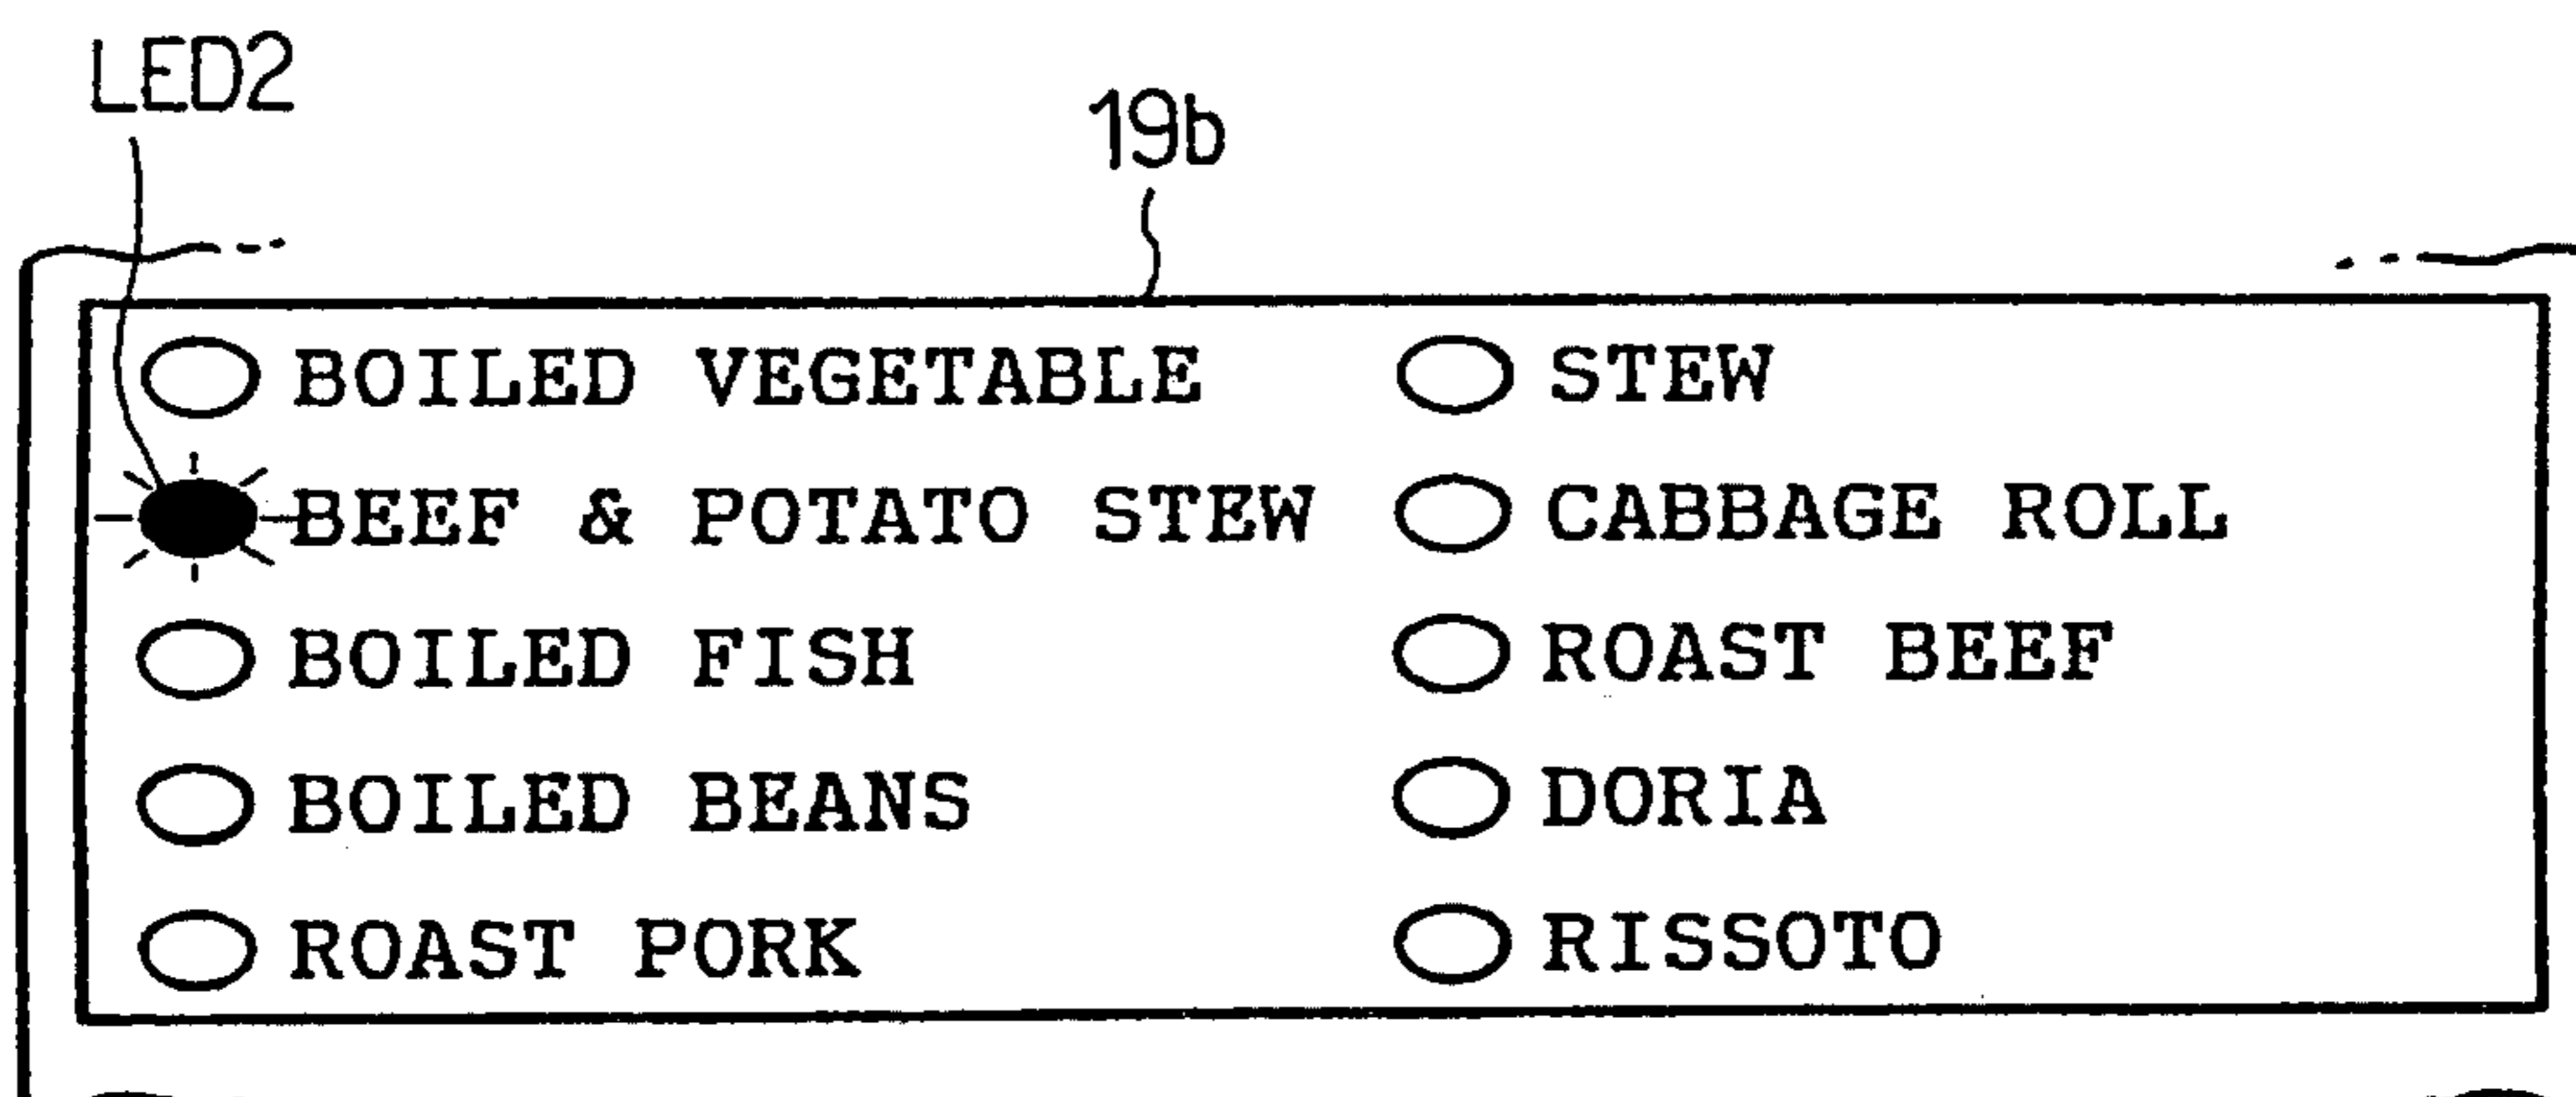 LED2
19b
BOILED VEGETABLE
BEEF & POTATO STEW
BOILED FISH
BOILED BEANS
ROAST PORK
STEW
CABBAGE ROLL
ROAST BEEF
DORIA
RISSOTO